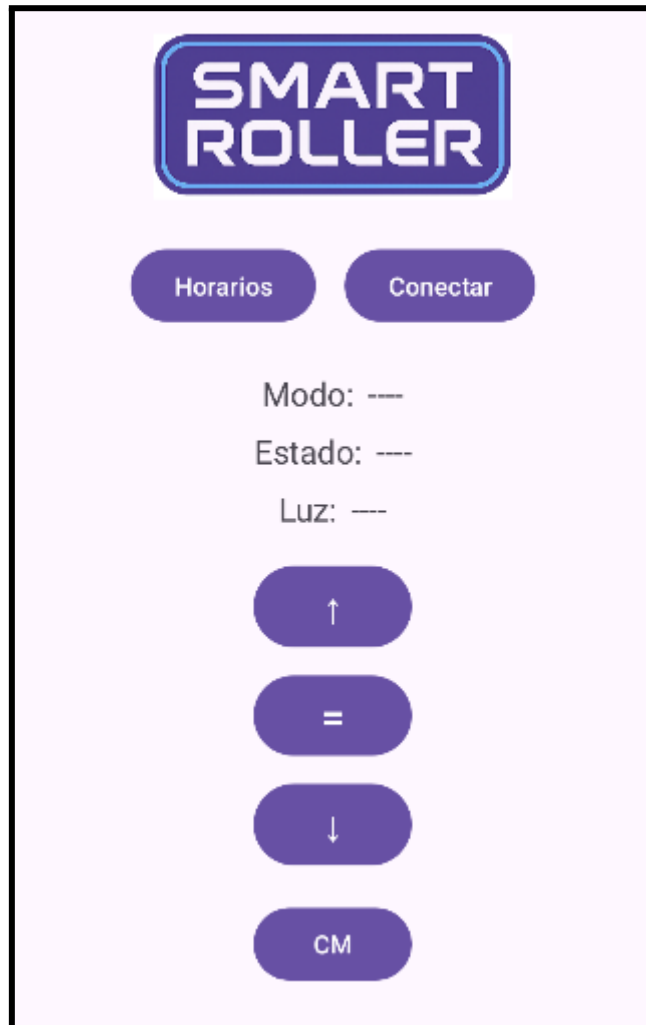 SMART
ROLLER
Horarios Conectar
Modo: ----
Estado: ----
Luz: ----
↑
=
↓
CM